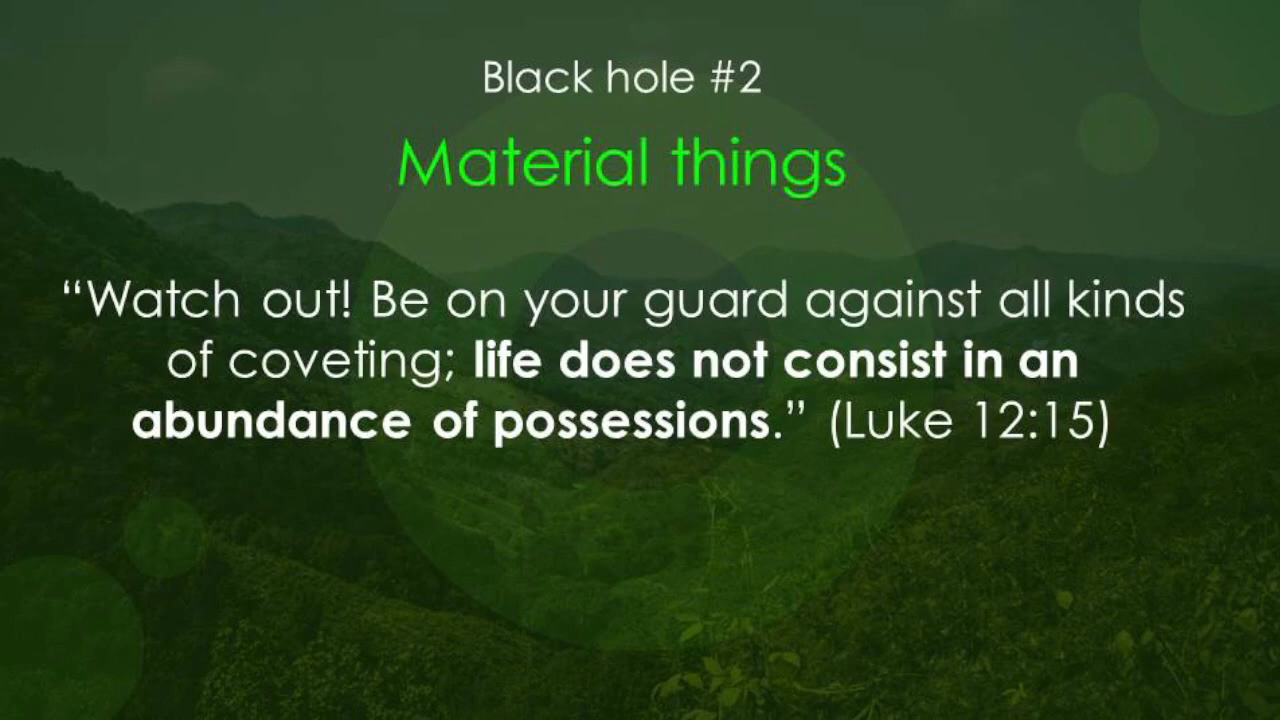 Black hole #2
Material things
“Watch out! Be on your guard against all kinds
of coveting; life does not consist in an
abundance of possessions.” (Luke 12:15)